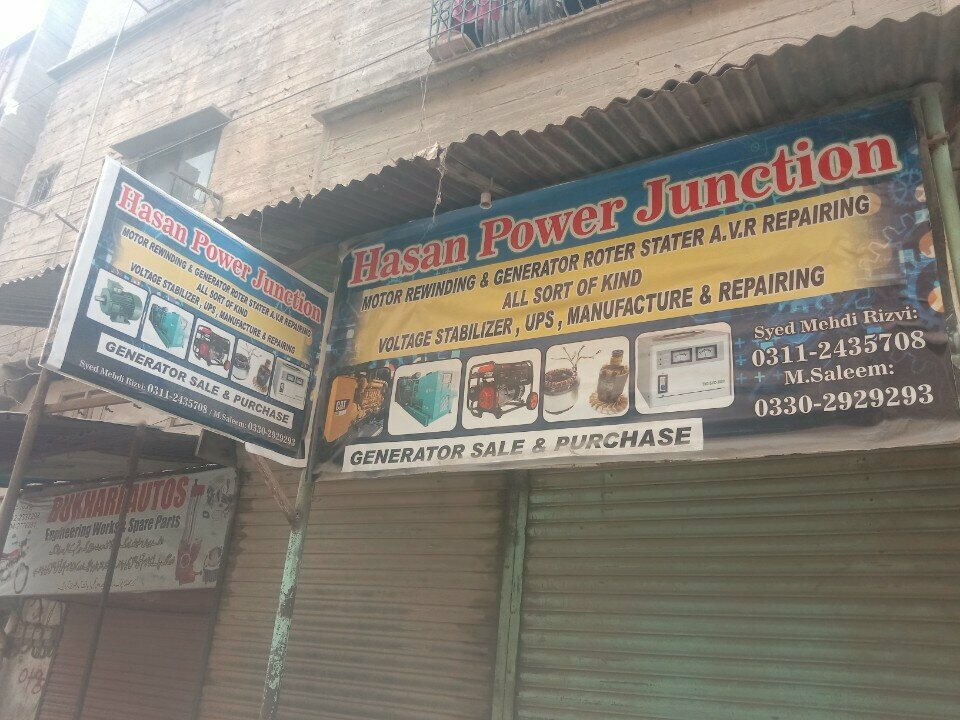 Hasan Power Junction
MOTOR REWINDING & GENERATOR ROTER STATER A.V.R REPAIRING
ALL SORT OF KIND
VOLTAGE STABILIZER , UPS , MANUFACTURE & REPAIRING
GENERATOR SALE & PURCHASE
Syed Mehdi Rizvi: 0311-2435708 / M.Saleem: 0330-2929293
Hasan Power Junction
MOTOR REWINDING & GENERATOR ROTER STATER A.V.R REPAIRING
ALL SORT OF KIND
VOLTAGE STABILIZER , UPS , MANUFACTURE & REPAIRING
CAT
Syed Mehdi Rizvi:
0311-2435708
M.Saleem:
0330-2929293
GENERATOR SALE & PURCHASE
BUKHARI AUTOS
Engineering Works & Spare Parts